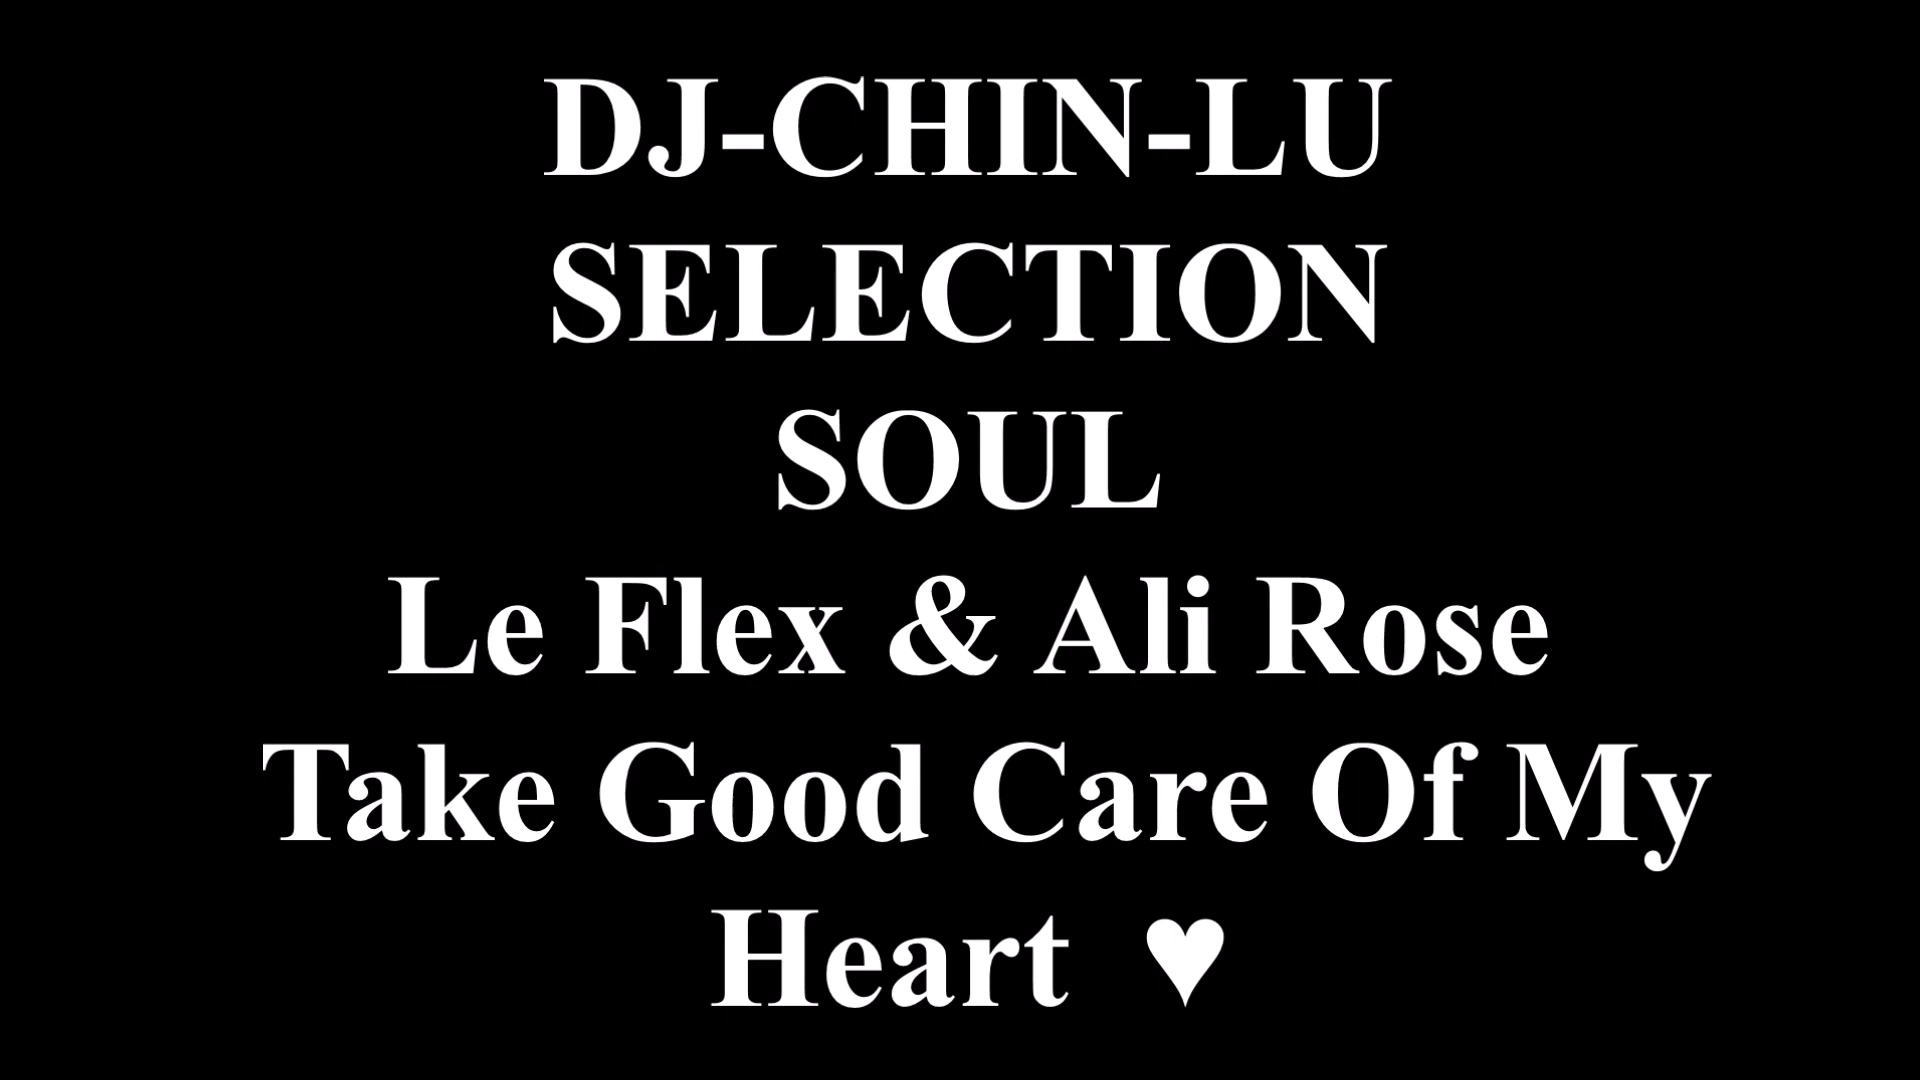 DJ-CHIN-LU
SELECTION
SOUL
Le Flex & Ali Rose
Take Good Care Of My
Heart ♥